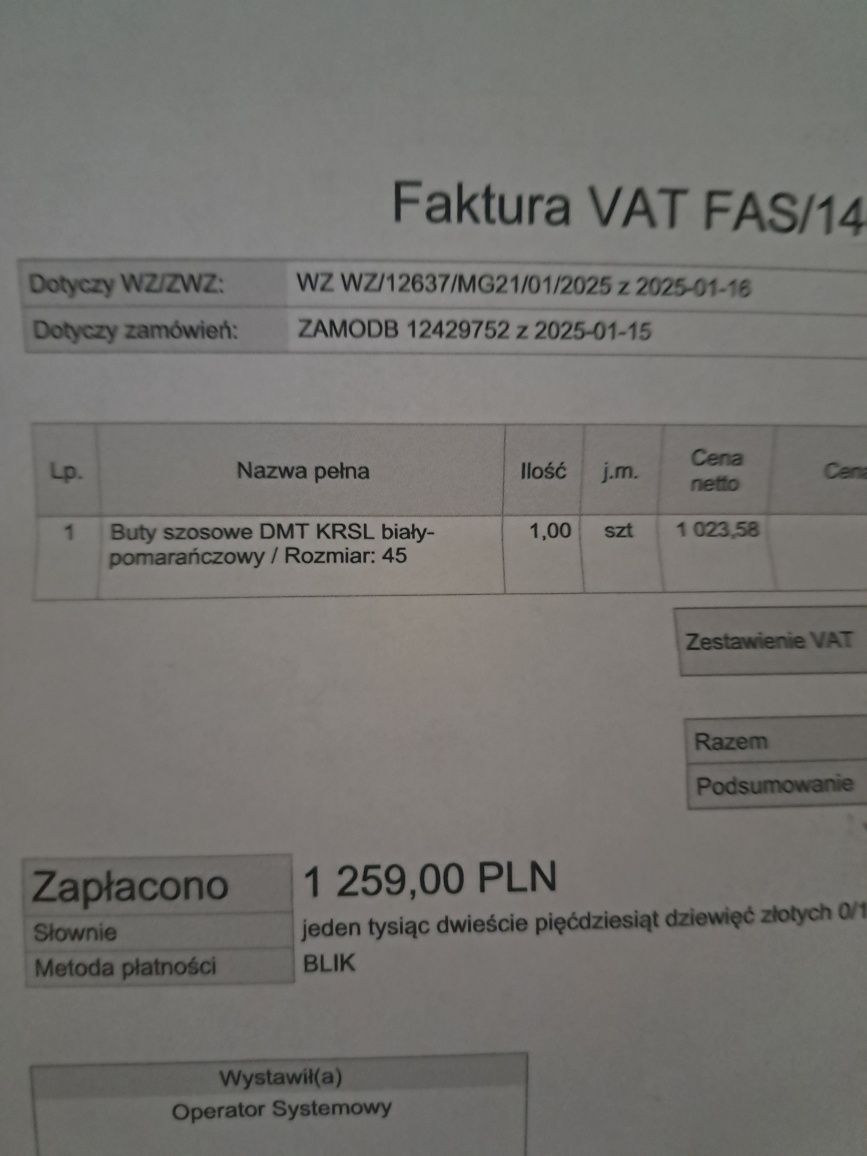 Faktura VAT FAS/14
Dotyczy WZ/ZWZ: WZ WZ/12637/MG21/01/2025 z 2025-01-16
Dotyczy zamówień: ZAMODB 12429752 z 2025-01-15
Lp. Nazwa pełna Ilość j.m. Cena netto Cena
1 Buty szosowe DMT KRSL biały- 1,00 szt 1 023,58
pomarańczowy / Rozmiar: 45
Zestawienie VAT
Razem
Podsumowanie
Zapłacono 1 259,00 PLN
Słownie jeden tysiąc dwieście pięćdziesiąt dziewięć złotych 0/1
Metoda płatności BLIK
Wystawił(a)
Operator Systemowy